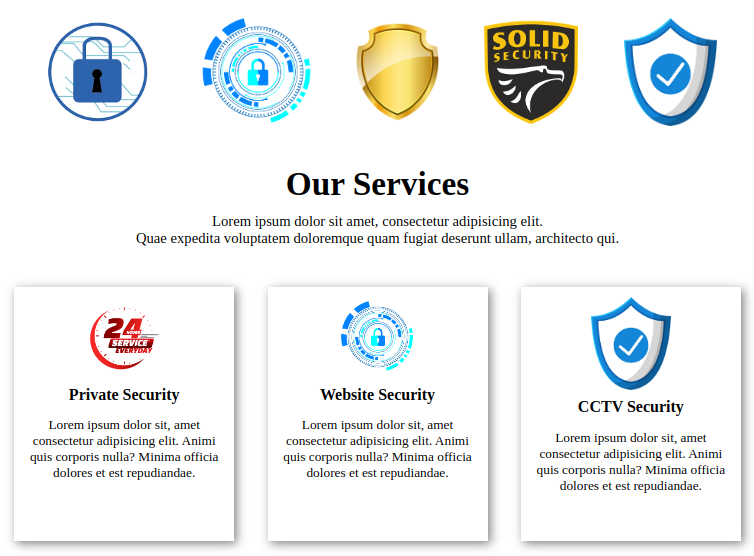 SOLID
SECURITY
Our Services
Lorem ipsum dolor sit amet, consectetur adipisicing elit.
Quae expedita voluptatem doloremque quam fugiat deserunt ullam, architecto qui.
24
HOURS
SERVICE
EVERYDAY
Private Security
Lorem ipsum dolor sit, amet
consectetur adipisicing elit. Animi
quis corporis nulla? Minima officia
dolores et est repudiandae.
Website Security
Lorem ipsum dolor sit, amet
consectetur adipisicing elit. Animi
quis corporis nulla? Minima officia
dolores et est repudiandae.
CCTV Security
Lorem ipsum dolor sit, amet
consectetur adipisicing elit. Animi
quis corporis nulla? Minima officia
dolores et est repudiandae.